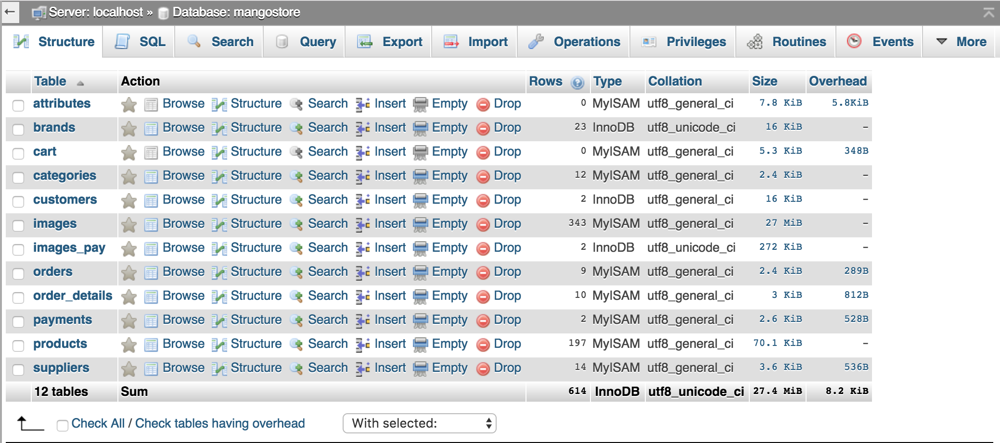 Server: localhost » Database: mangostore
Structure SQL Search Query Export Import Operations Privileges Routines Events More
Table Action Rows Type Collation Size Overhead
attributes Browse Structure Search Insert Empty Drop 0 MyISAM utf8_general_ci 7.8 KiB 5.8KiB
brands Browse Structure Search Insert Empty Drop 23 InnoDB utf8_unicode_ci 16 KiB -
cart Browse Structure Search Insert Empty Drop 0 MyISAM utf8_general_ci 5.3 KiB 348B
categories Browse Structure Search Insert Empty Drop 12 MyISAM utf8_general_ci 2.4 KiB -
customers Browse Structure Search Insert Empty Drop 2 InnoDB utf8_general_ci 16 KiB -
images Browse Structure Search Insert Empty Drop 343 MyISAM utf8_general_ci 27 MiB -
images_pay Browse Structure Search Insert Empty Drop 2 InnoDB utf8_unicode_ci 272 KiB -
orders Browse Structure Search Insert Empty Drop 9 MyISAM utf8_general_ci 2.4 KiB 289B
order_details Browse Structure Search Insert Empty Drop 10 MyISAM utf8_general_ci 3 KiB 812B
payments Browse Structure Search Insert Empty Drop 2 MyISAM utf8_general_ci 2.6 KiB 528B
products Browse Structure Search Insert Empty Drop 197 MyISAM utf8_general_ci 70.1 KiB -
suppliers Browse Structure Search Insert Empty Drop 14 MyISAM utf8_general_ci 3.6 KiB 536B
12 tables Sum 614 InnoDB utf8_unicode_ci 27.4 MiB 8.2 KiB
Check All / Check tables having overhead With selected: